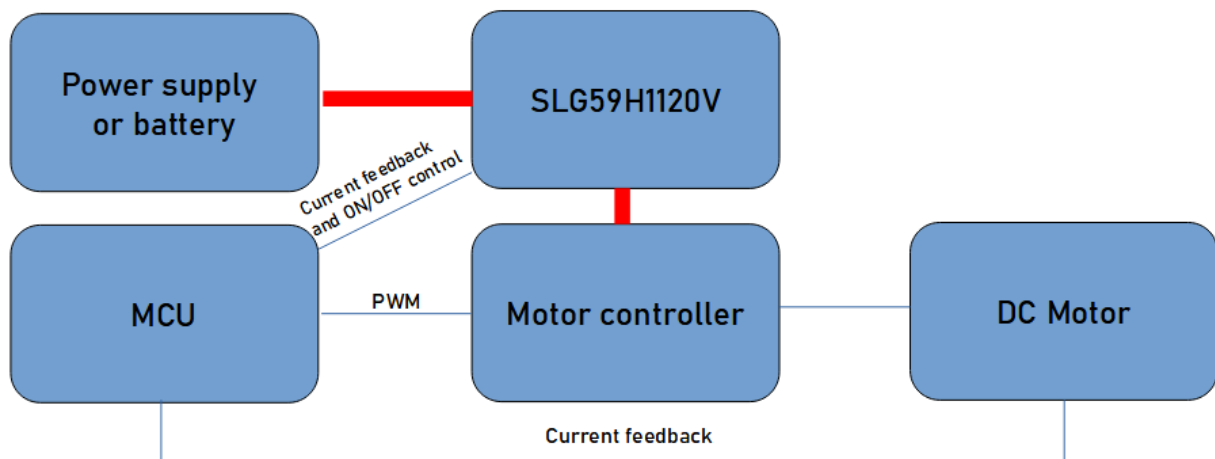 Power supply
or battery
SLG59H1120V
Current feedback
and ON/OFF control
MCU
PWM
Motor controller
DC Motor
Current feedback